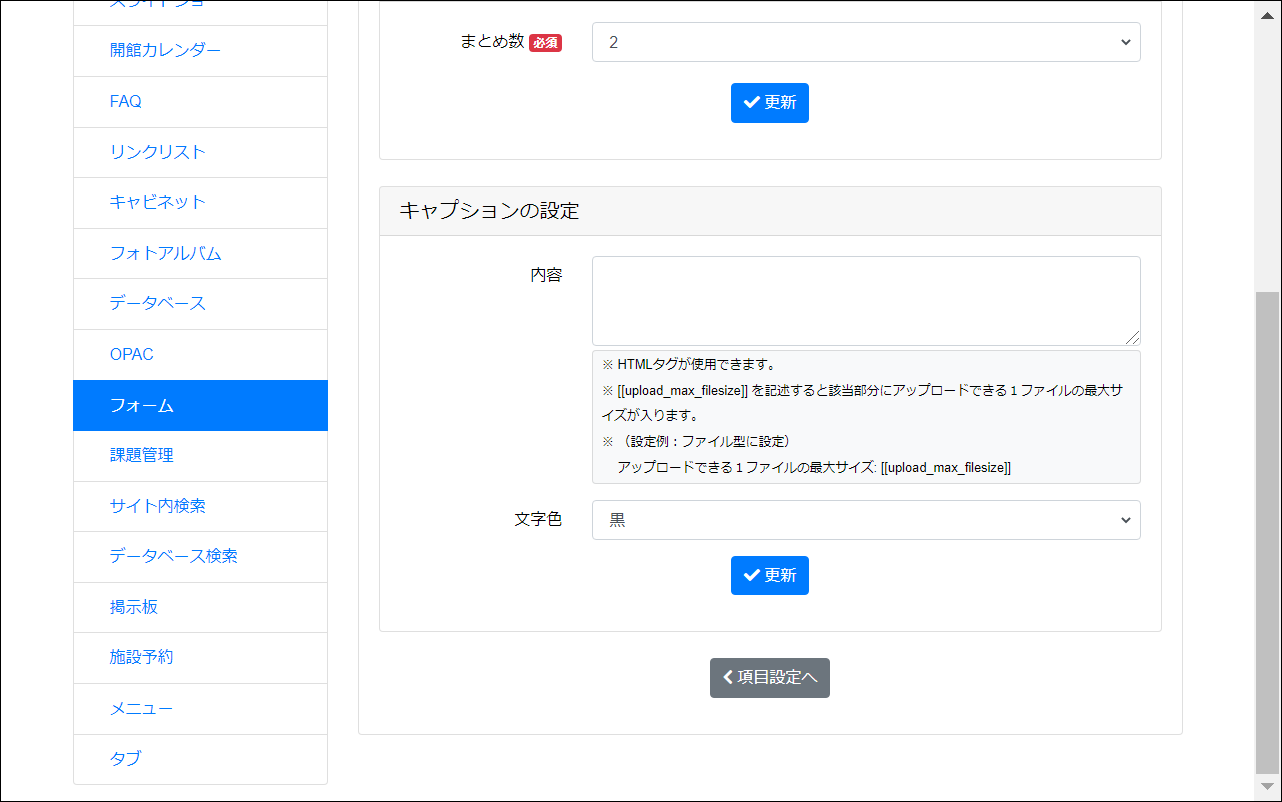 開館カレンダー
FAQ
リンクリスト
キャビネット
フォトアルバム
データベース
OPAC
フォーム
課題管理
サイト内検索
データベース検索
掲示板
施設予約
メニュー
タブ
まとめ数 必須
2
更新
キャプションの設定
内容
※ HTMLタグが使用できます。
※ [[upload_max_filesize]] を記述すると該当部分にアップロードできる１ファイルの最大サ
イズが入ります。
※ （設定例：ファイル型に設定）
アップロードできる１ファイルの最大サイズ: [[upload_max_filesize]]
文字色
黒
更新
項目設定へ